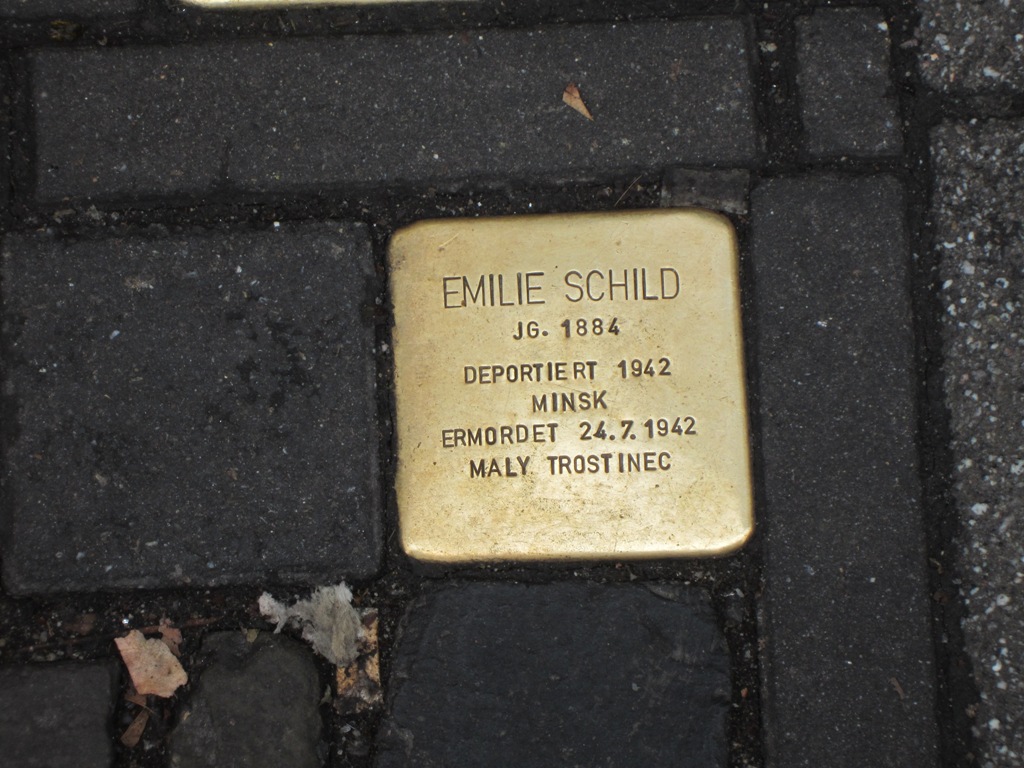 EMILIE SCHILD
JG. 1884
DEPORTIERT 1942
MINSK
ERMORDET 24.7.1942
MALY TROSTINEC